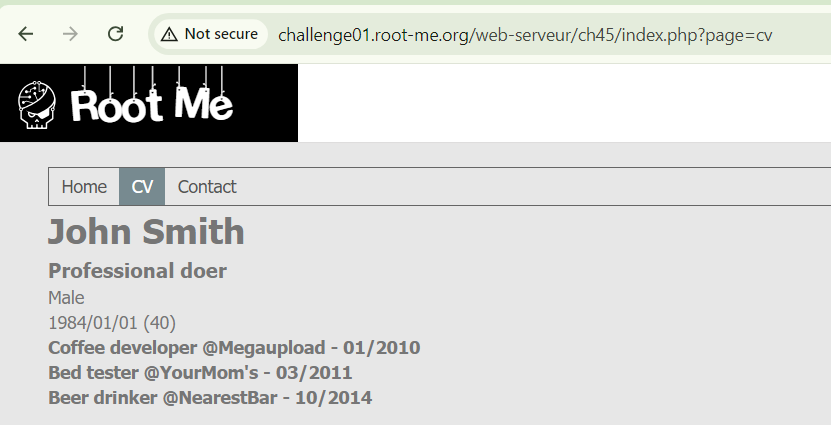 Not secure challenge01.root-me.org/web-serveur/ch45/index.php?page=cv
Root Me
Home CV Contact
John Smith
Professional doer
Male
1984/01/01 (40)
Coffee developer @Megaupload - 01/2010
Bed tester @YourMom's - 03/2011
Beer drinker @NearestBar - 10/2014